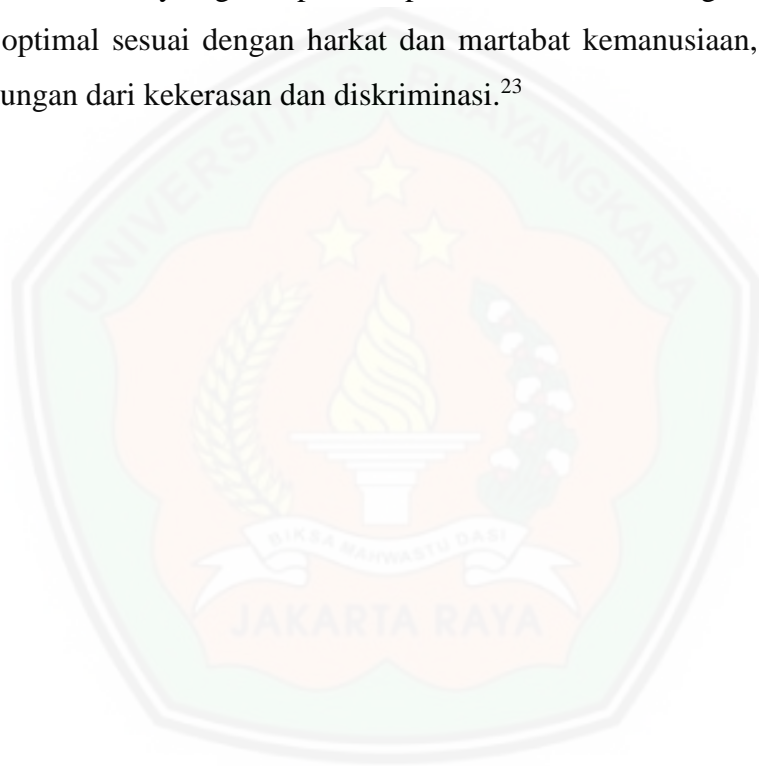 optimal sesuai dengan harkat dan martabat kemanusiaan,
ungan dari kekerasan dan diskriminasi.23
UNIVERSITAS BHAYANGKARA
BIKSA MAHWASTU DASI
JAKARTA RAYA